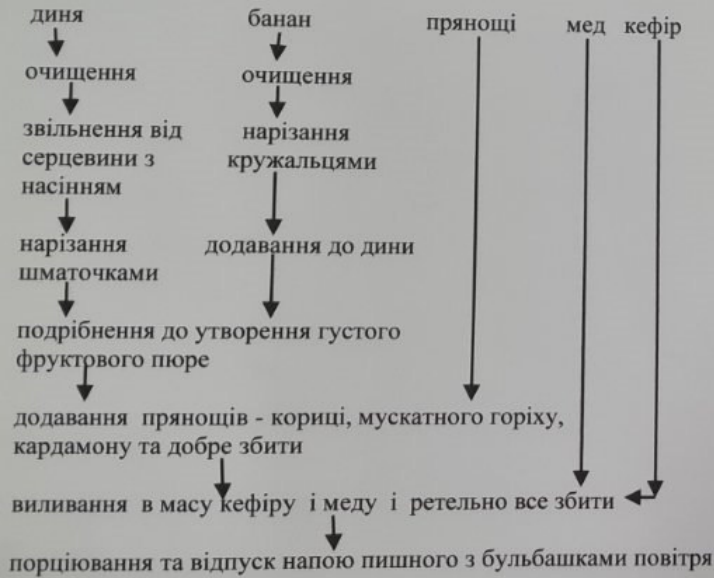 диня банан прянощі мед кефір
очищення очищення
звільнення від серцевини з насінням
нарізання кружальцями
нарізання шматочками
додавання до дини
подрібнення до утворення густого
фруктового пюре
додавання прянощів - кориці, мускатного горіху,
кардамону та добре збити
виливання в масу кефіру і меду і ретельно все збити
порціювання та відпуск напою пишного з бульбашками повітря